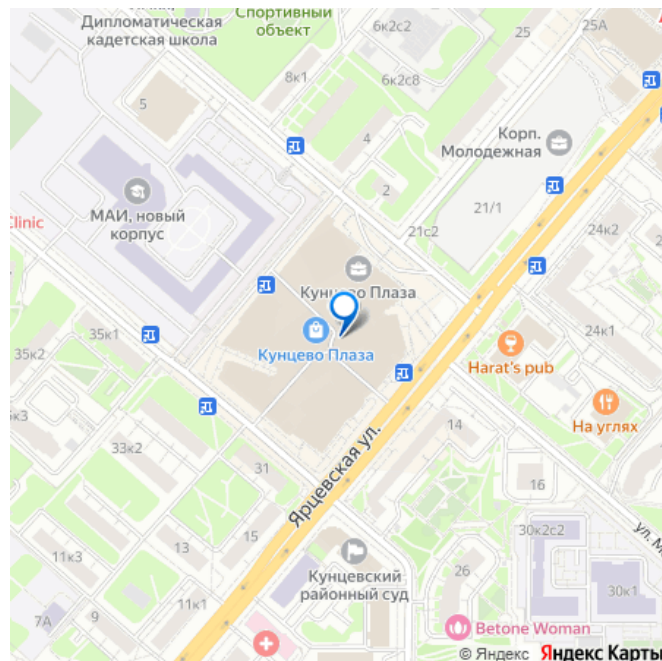 Дипломатическая
кадетская школа
Спортивный
объект
6к2с2
25
25А
8к1
6к2с8
5
4
Корп.
Молодежная
2
МАИ, новый
корпус
21/1
Clinic
21с2
24к2
Кунцево Плаза
35к1
Кунцево Плаза
24к1
35к2
Harat's pub
На углях
к3
14
33к2
31
Ярцевская ул.
16
15
30к2с2
ул. М
11к3
13
Кунцевский
районный суд
26
30к1
7А
9
11к1
Betone Woman
© Яндекс Яндекс Карты